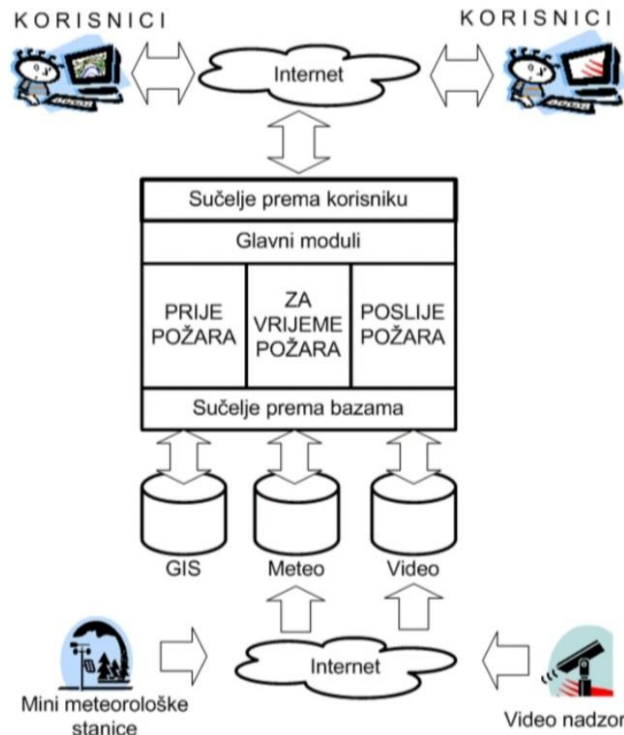 KORISNICI
KORISNICI
Internet
Sučelje prema korisniku
Glavni moduli
PRIJE
POŽARA
ZA
VRIJEME
POŽARA
POSLIJE
POŽARA
Sučelje prema bazama
GIS
Meteo
Video
Internet
Mini meteorološke
stanice
Video nadzor